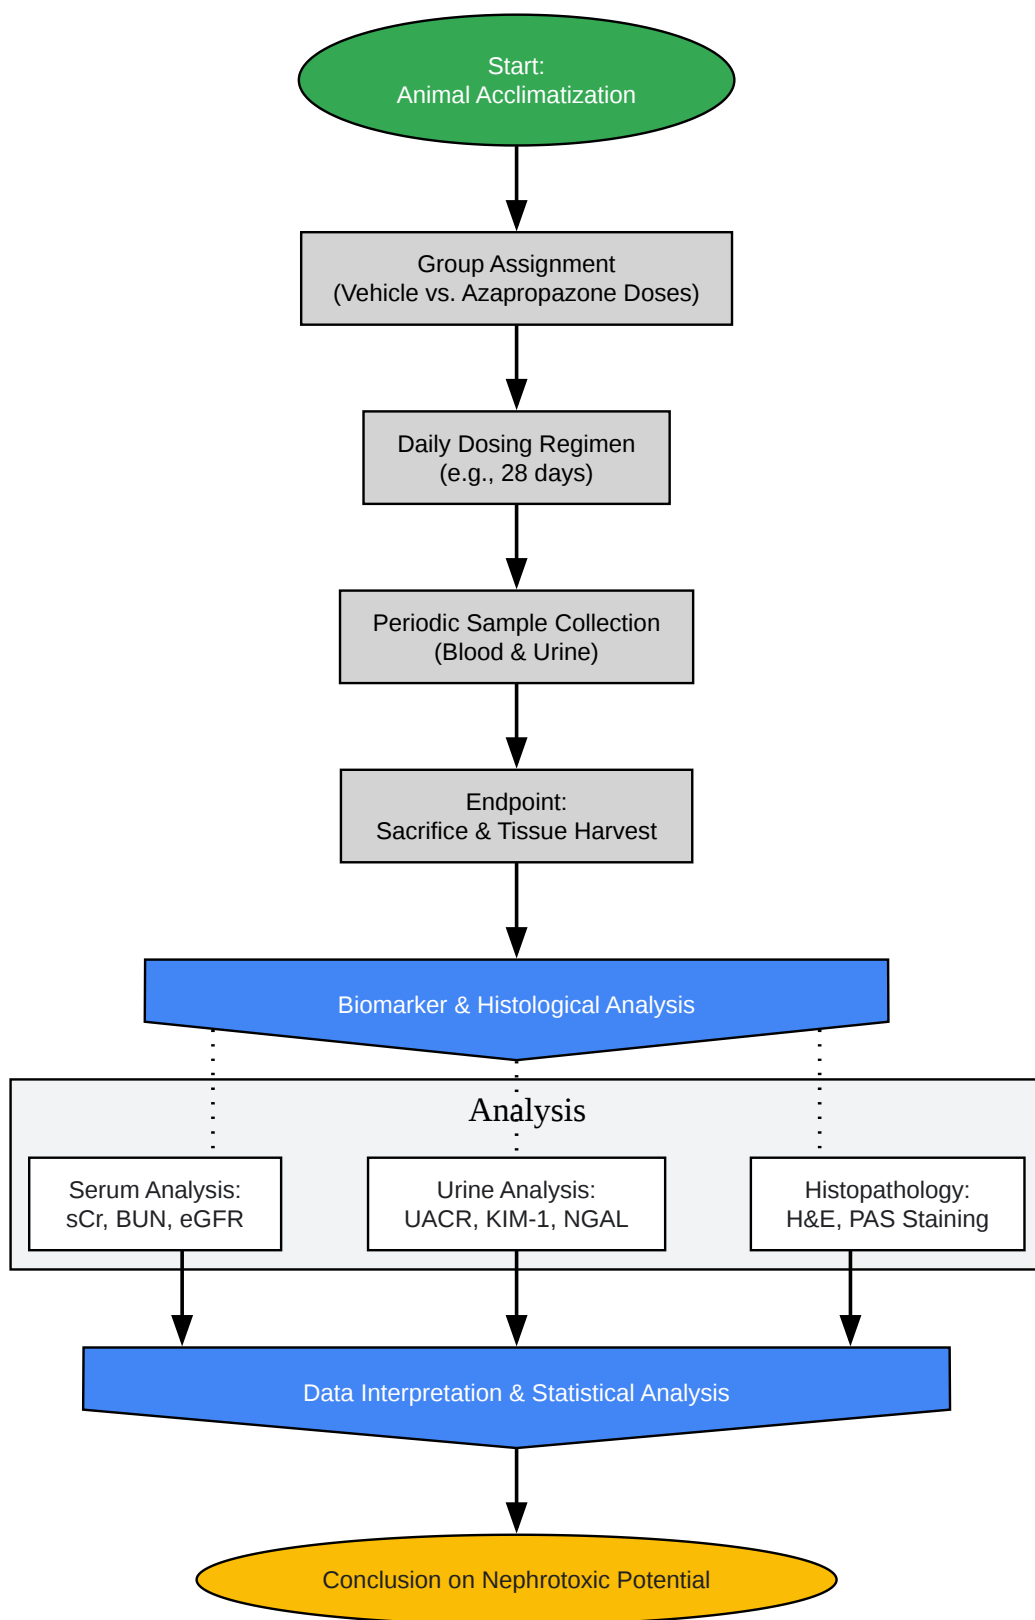 Start:
Animal Acclimatization
Group Assignment
(Vehicle vs. Azapropazone Doses)
Daily Dosing Regimen
(e.g., 28 days)
Periodic Sample Collection
(Blood & Urine)
Endpoint:
Sacrifice & Tissue Harvest
Biomarker & Histological Analysis
Analysis
Serum Analysis:
sCr, BUN, eGFR
Urine Analysis:
UACR, KIM-1, NGAL
Histopathology:
H&E, PAS Staining
Data Interpretation & Statistical Analysis
Conclusion on Nephrotoxic Potential